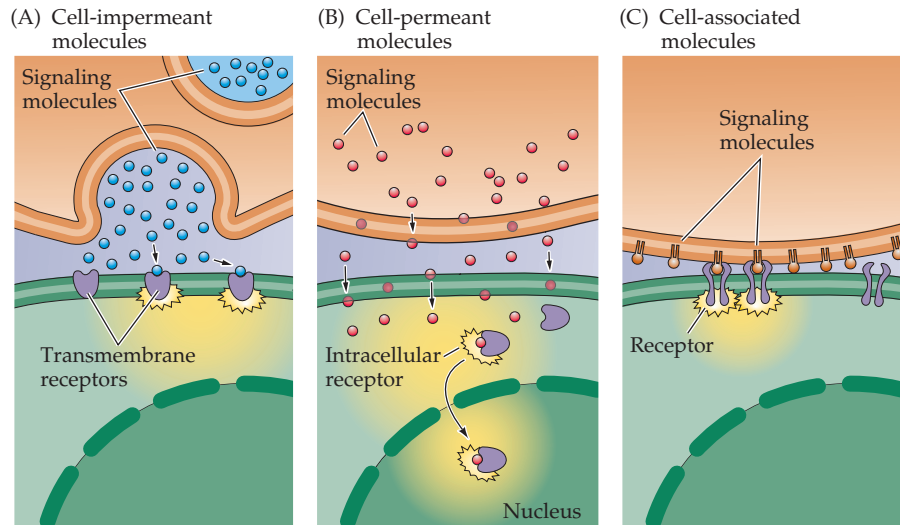 (A) Cell-impermeant
molecules
Signaling
molecules
Transmembrane
receptors
(B) Cell-permeant
molecules
Signaling
molecules
Intracellular
receptor
Nucleus
(C) Cell-associated
molecules
Signaling
molecules
Receptor